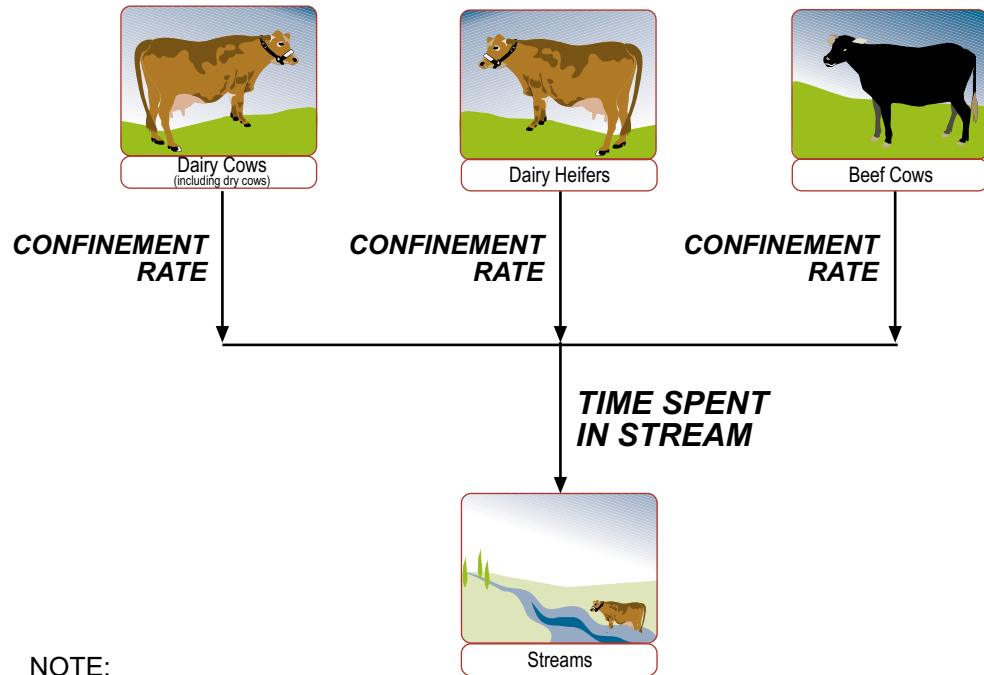 Dairy Cows
(including dry cows)
Dairy Heifers
Beef Cows
CONFINEMENT
RATE
CONFINEMENT
RATE
CONFINEMENT
RATE
TIME SPENT
IN STREAM
Streams
NOTE: